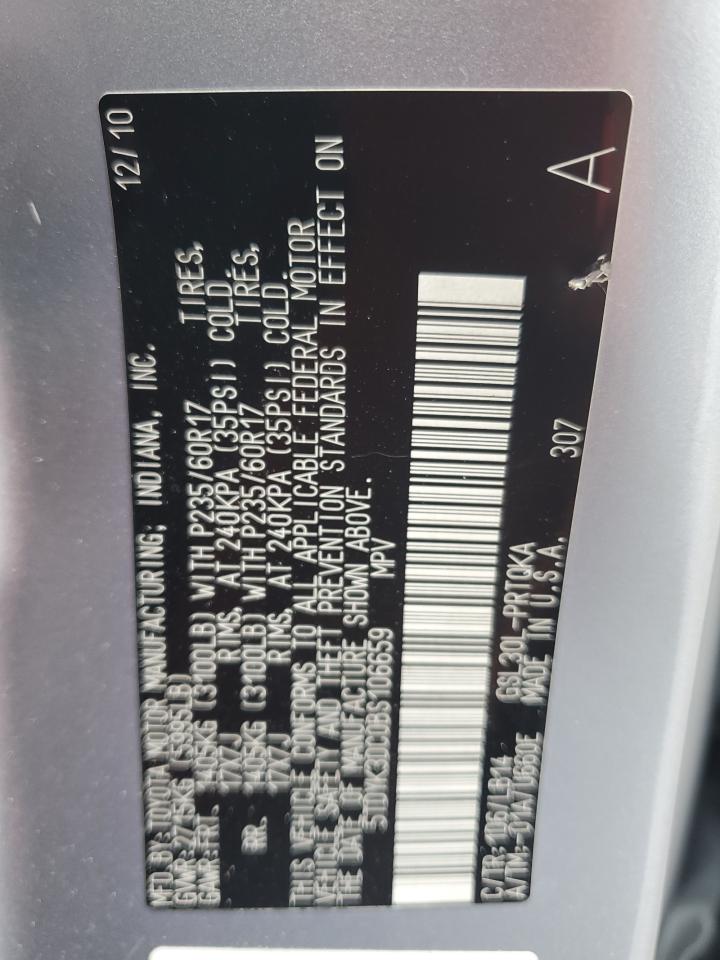 MFD BY: TOYOTA MOTOR MANUFACTURING, INDIANA, INC. 12/10
GVWR: 2715KG (5995LB)
GAWR: FRT. 1405KG (3100LB) WITH P235/60R17 TIRES,
17X7J RIMS, AT 240KPA (35PSI) COLD.
RR. 1405KG (3100LB) WITH P235/60R17 TIRES,
17X7J RIMS, AT 240KPA (35PSI) COLD.
THIS VEHICLE CONFORMS TO ALL APPLICABLE FEDERAL MOTOR
VEHICLE SAFETY AND THEFT PREVENTION STANDARDS IN EFFECT ON
THE DATE OF MANUFACTURE SHOWN ABOVE.
MPV
C/TR: 1D6/LB14 GSL30L-PRTQKA 307
A/TM: MADE IN U.S.A.
A